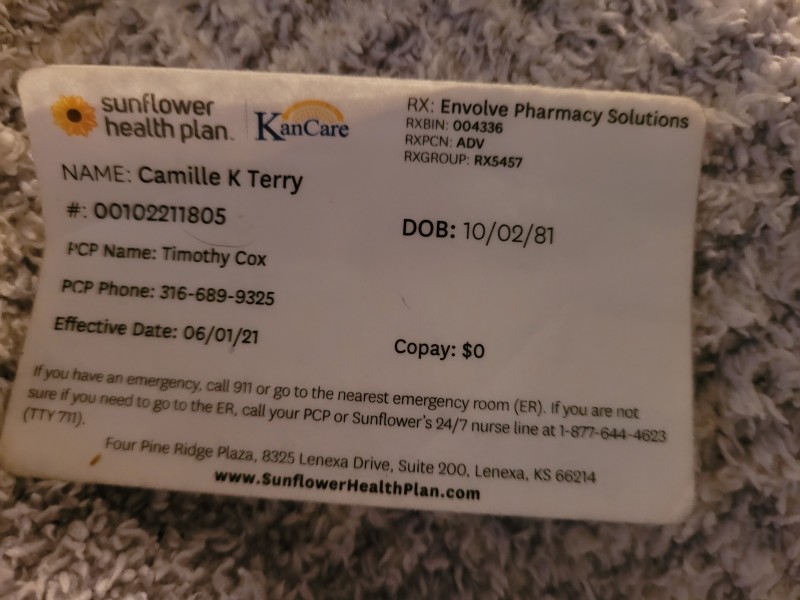 sunflower health plan.
KanCare
RX: Envolve Pharmacy Solutions
RXBIN: 004336
RXPCN: ADV
RXGROUP: RX5457
NAME: Camille K Terry
#: 00102211805
DOB: 10/02/81
PCP Name: Timothy Cox
PCP Phone: 316-689-9325
Effective Date: 06/01/21
Copay: $0
If you have an emergency, call 911 or go to the nearest emergency room (ER). If you are not
sure if you need to go to the ER, call your PCP or Sunflower's 24/7 nurse line at 1-877-644-4623
(TTY 711).
Four Pine Ridge Plaza, 8325 Lenexa Drive, Suite 200, Lenexa, KS 66214
www.SunflowerHealthPlan.com